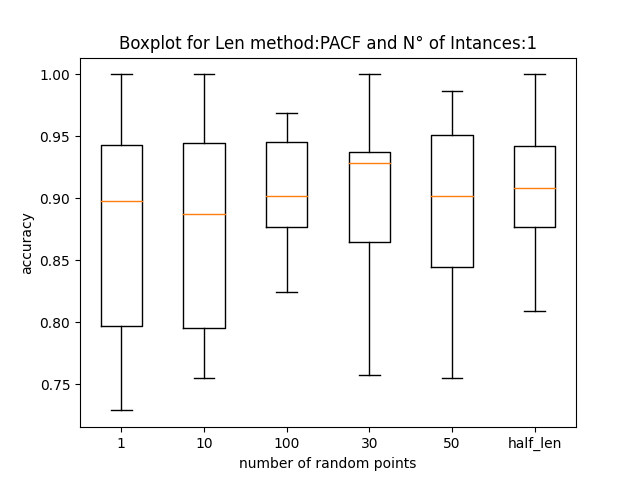 Boxplot for Len method:PACF and N° of Intances:1
1.00
0.95
0.90
0.85
0.80
0.75
accuracy
1 10 100 30 50 half_len
number of random points